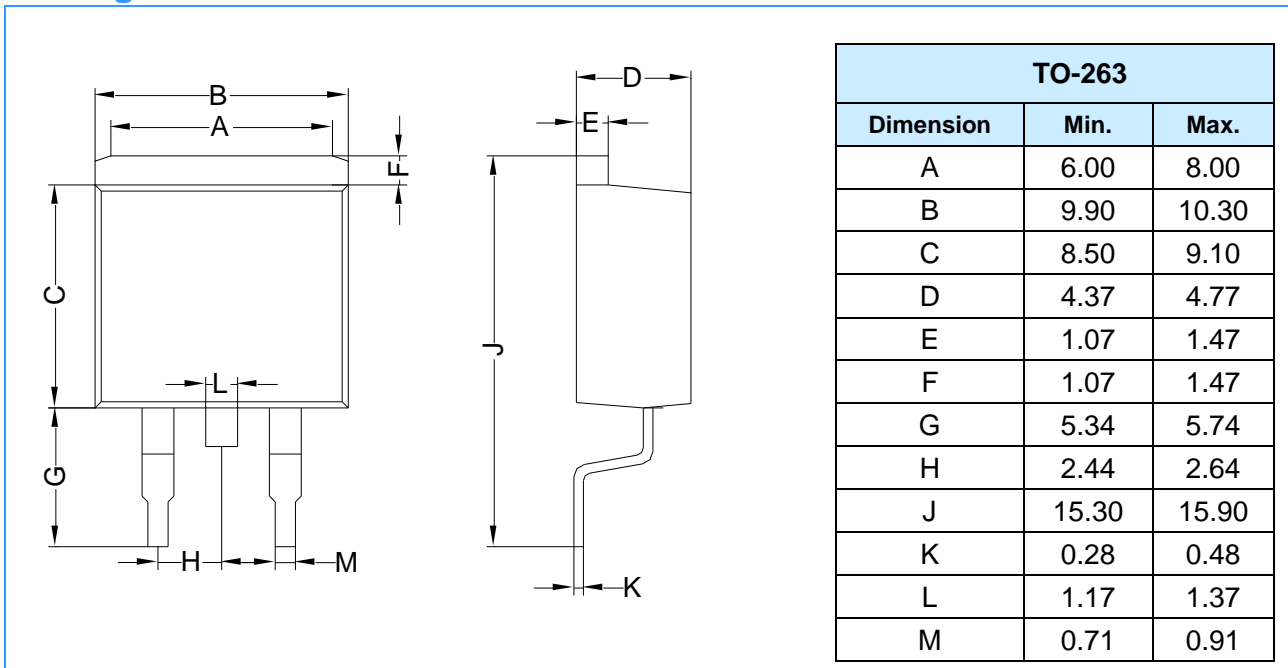 B
A
F
C
L
G
H
M
D
E
J
K
TO-263
Dimension Min. Max.
A 6.00 8.00
B 9.90 10.30
C 8.50 9.10
D 4.37 4.77
E 1.07 1.47
F 1.07 1.47
G 5.34 5.74
H 2.44 2.64
J 15.30 15.90
K 0.28 0.48
L 1.17 1.37
M 0.71 0.91